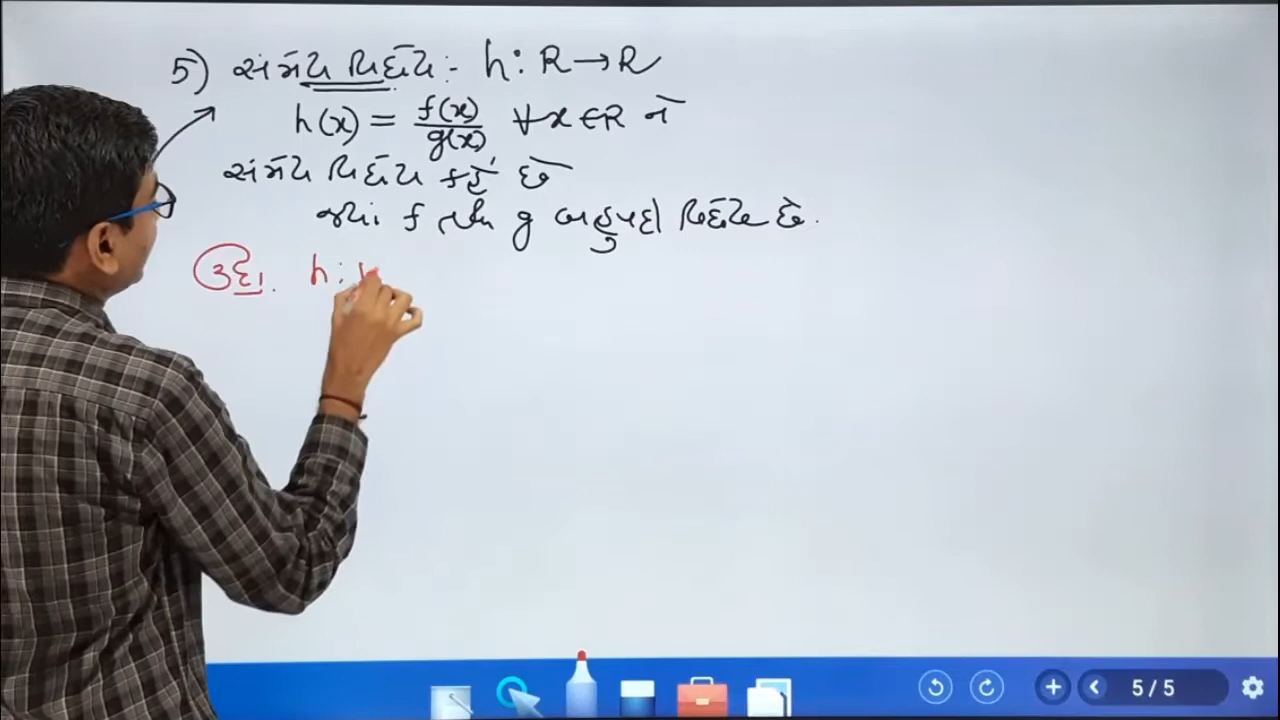 5) સંમેય વિધેય :- h : R → R
h(x) = f(x)/g(x) ∀x ∈ R ને
સંમેય વિધેય કહે છે
જ્યાં f તથા g બહુપદી વિધેય છે.
ઉદા. h :
5 / 5